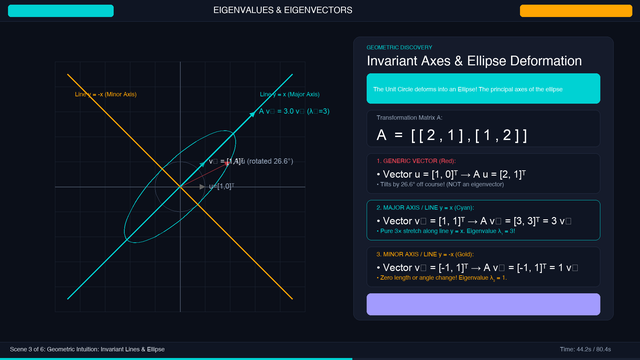 EIGENVALUES & EIGENVECTORS
GEOMETRIC DISCOVERY
Invariant Axes & Ellipse Deformation
The Unit Circle deforms into an Ellipse! The principal axes of the ellipse
Transformation Matrix A:
A = [ [ 2 , 1 ] , [ 1 , 2 ] ]
1. GENERIC VECTOR (Red):
• Vector u = [1, 0]ᵀ → A u = [2, 1]ᵀ
• Tilts by 26.6° off course! (NOT an eigenvector)
2. MAJOR AXIS / LINE y = x (Cyan):
• Vector v□ = [1, 1]ᵀ → A v□ = [3, 3]ᵀ = 3 v□
• Pure 3× stretch along line y = x. Eigenvalue λ₁ = 3!
3. MINOR AXIS / LINE y = -x (Gold):
• Vector v□ = [-1, 1]ᵀ → A v□ = [-1, 1]ᵀ = 1 v□
• Zero length or angle change! Eigenvalue λ₂ = 1.
Line y = -x (Minor Axis)
Line y = x (Major Axis)
A v□ = 3.0 v□ (λ□=3)
v□ = [1,1]ᵀ
(rotated 26.6°)
u=[1,0]ᵀ
Scene 3 of 6: Geometric Intuition: Invariant Lines & Ellipse
Time: 44.2s / 80.4s